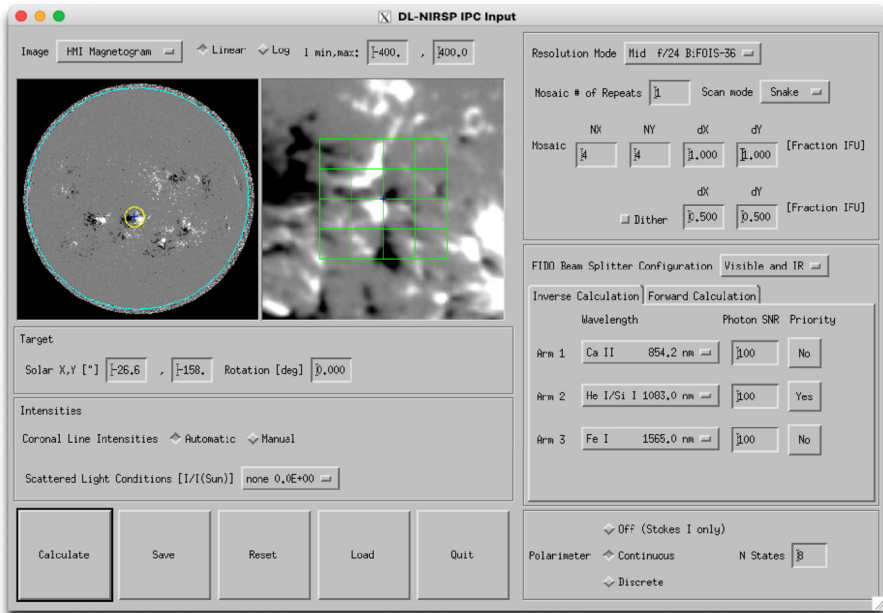 DL-NIRSP IPC Input
Image HMI Magnetogram Linear Log I min,max: -400. , 400.0
Target
Solar X,Y ["] -26.6 , -158. Rotation [deg] 0.000
Intensities
Coronal Line Intensities Automatic Manual
Scattered Light Conditions [I/I(Sun)] none 0.0E+00
Calculate Save Reset Load Quit
Resolution Mode Mid f/24 B:FOIS-36
Mosaic # of Repeats 1 Scan mode Snake
NX NY dX dY
Mosaic 4 4 1.000 1.000 [Fraction IFU]
dX dY
Dither 0.500 0.500 [Fraction IFU]
FIDO Beam Splitter Configuration Visible and IR
Inverse Calculation Forward Calculation
Wavelength Photon SNR Priority
Arm 1 Ca II 854.2 nm 100 No
Arm 2 He I/Si I 1083.0 nm 100 Yes
Arm 3 Fe I 1565.0 nm 100 No
Off (Stokes I only)
Polarimeter Continuous N States 8
Discrete